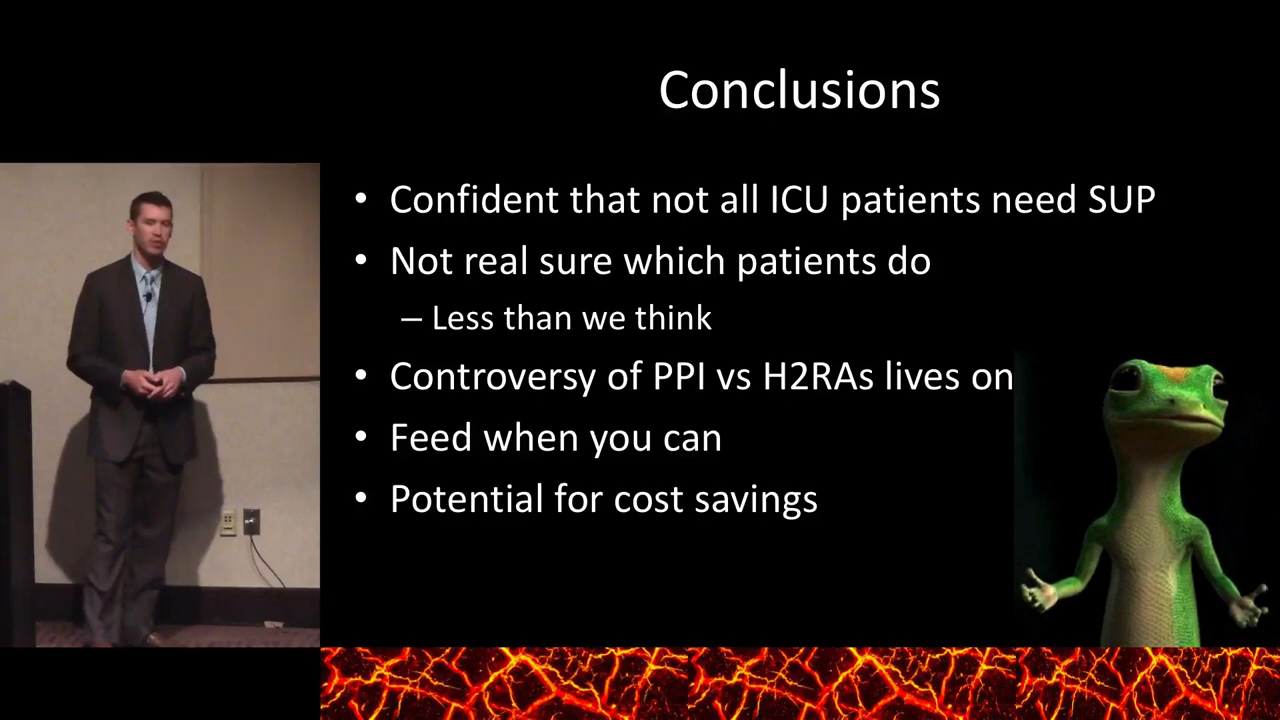 Conclusions
• Confident that not all ICU patients need SUP
• Not real sure which patients do
– Less than we think
• Controversy of PPI vs H2RAs lives on
• Feed when you can
• Potential for cost savings